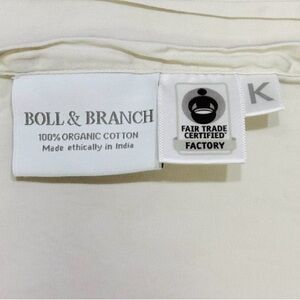 BOLL & BRANCH
100% ORGANIC COTTON
Made ethically in India
FAIR TRADE
CERTIFIED
FACTORY
K